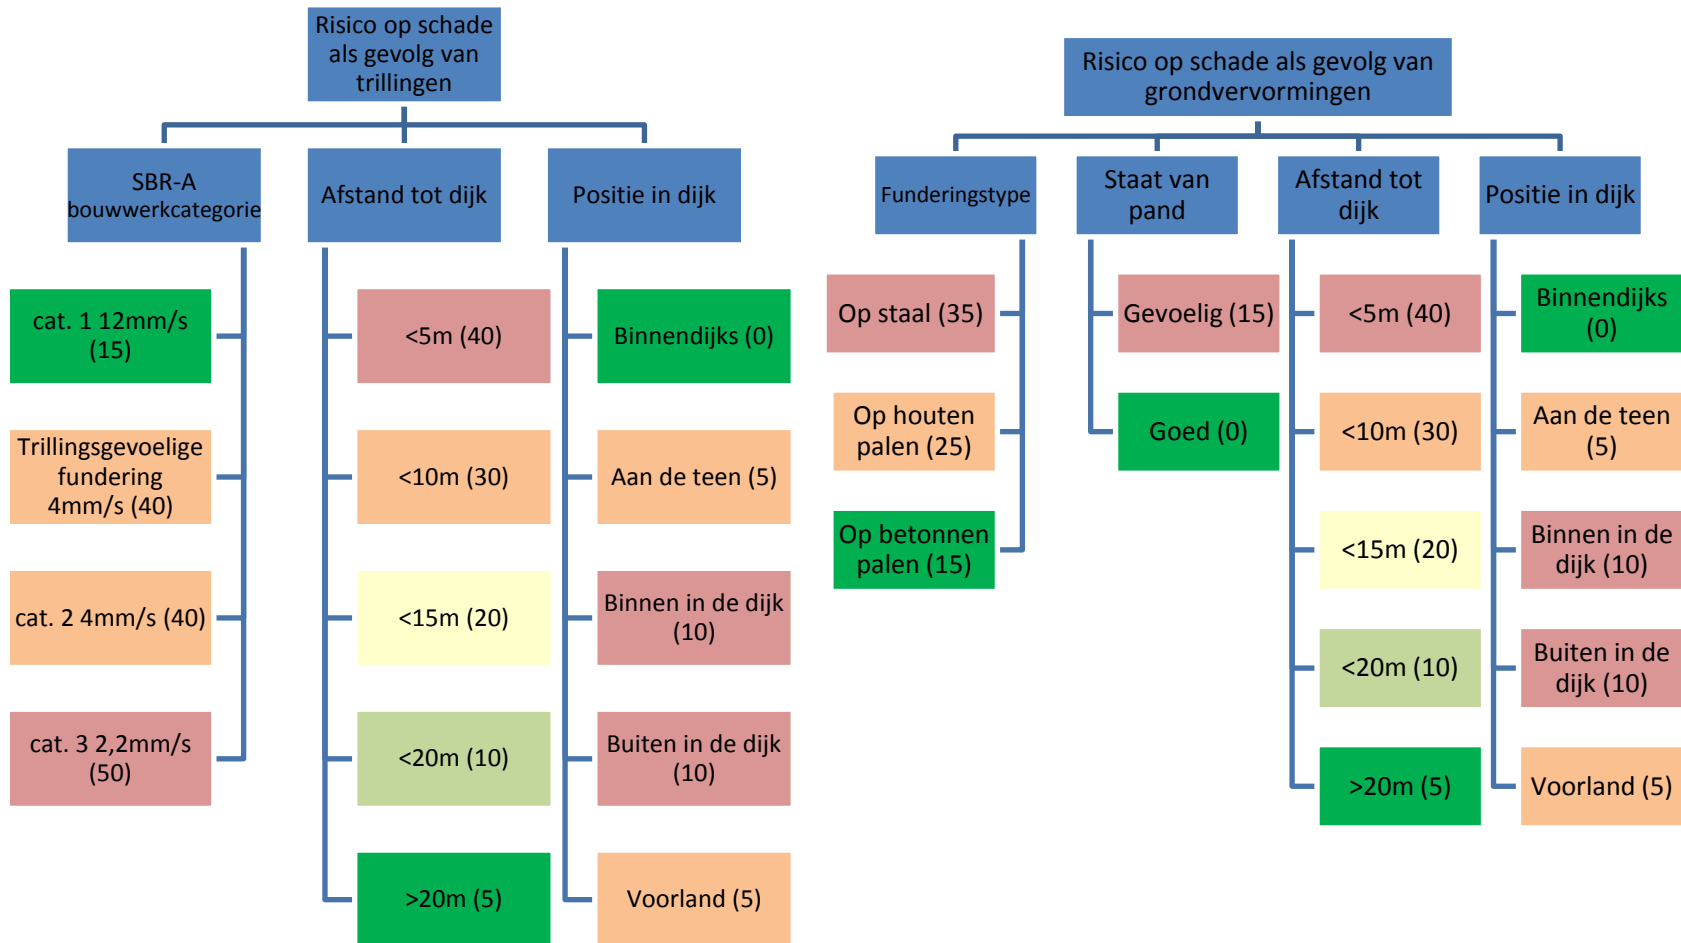 Risico op schade
als gevolg van
trillingen
SBR-A
bouwwerkcategorie
cat. 1 12mm/s
(15)
Trillingsgevoelige
fundering
4mm/s (40)
cat. 2 4mm/s (40)
cat. 3 2,2mm/s
(50)
Afstand tot dijk
<5m (40)
<10m (30)
<15m (20)
<20m (10)
>20m (5)
Positie in dijk
Binnendijks (0)
Aan de teen (5)
Binnen in de dijk
(10)
Buiten in de dijk
(10)
Voorland (5)
Risico op schade als gevolg van
grondvervormingen
Funderingstype
Op staal (35)
Op houten
palen (25)
Op betonnen
palen (15)
Staat van
pand
Gevoelig (15)
Goed (0)
Afstand tot
dijk
<5m (40)
<10m (30)
<15m (20)
<20m (10)
>20m (5)
Positie in dijk
Binnendijks
(0)
Aan de teen
(5)
Binnen in de
dijk (10)
Buiten in de
dijk (10)
Voorland (5)